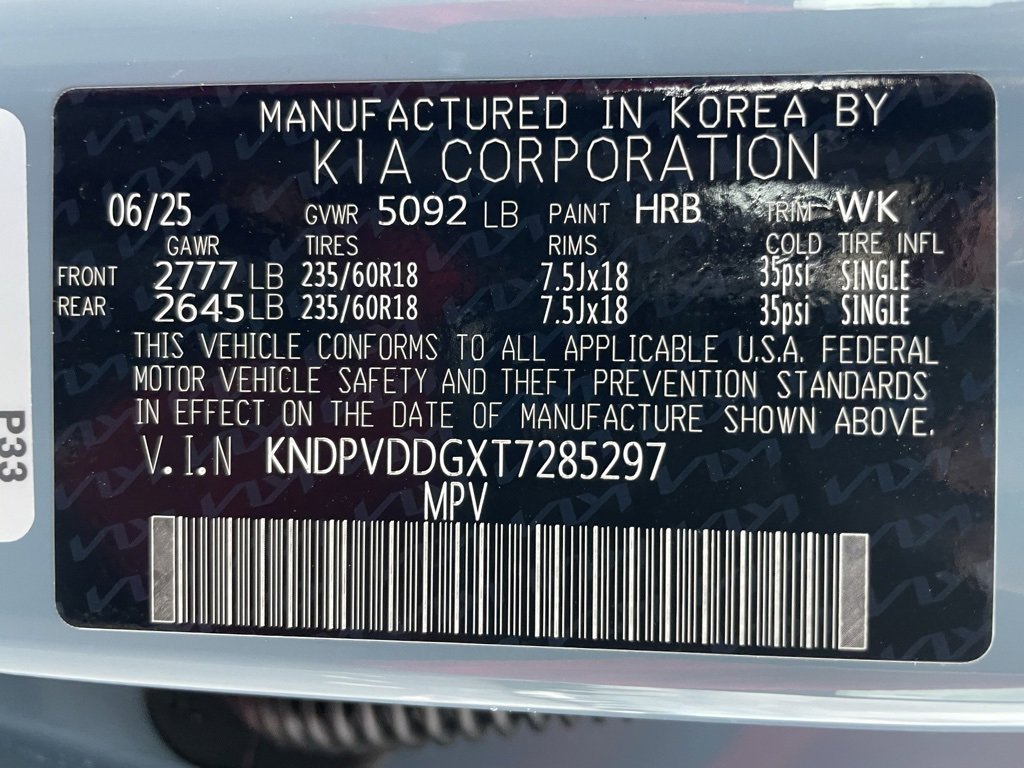 MANUFACTURED IN KOREA BY
KIA CORPORATION
06/25 GVWR 5092 LB PAINT HRB TRIM WK
GAWR TIRES RIMS COLD TIRE INFL
FRONT 2777 LB 235/60R18 7.5Jx18 35psi SINGLE
REAR 2645 LB 235/60R18 7.5Jx18 35psi SINGLE
THIS VEHICLE CONFORMS TO ALL APPLICABLE U.S.A. FEDERAL
MOTOR VEHICLE SAFETY AND THEFT PREVENTION STANDARDS
IN EFFECT ON THE DATE OF MANUFACTURE SHOWN ABOVE.
V.I.N KNDPVDDGXT7285297
MPV
P33